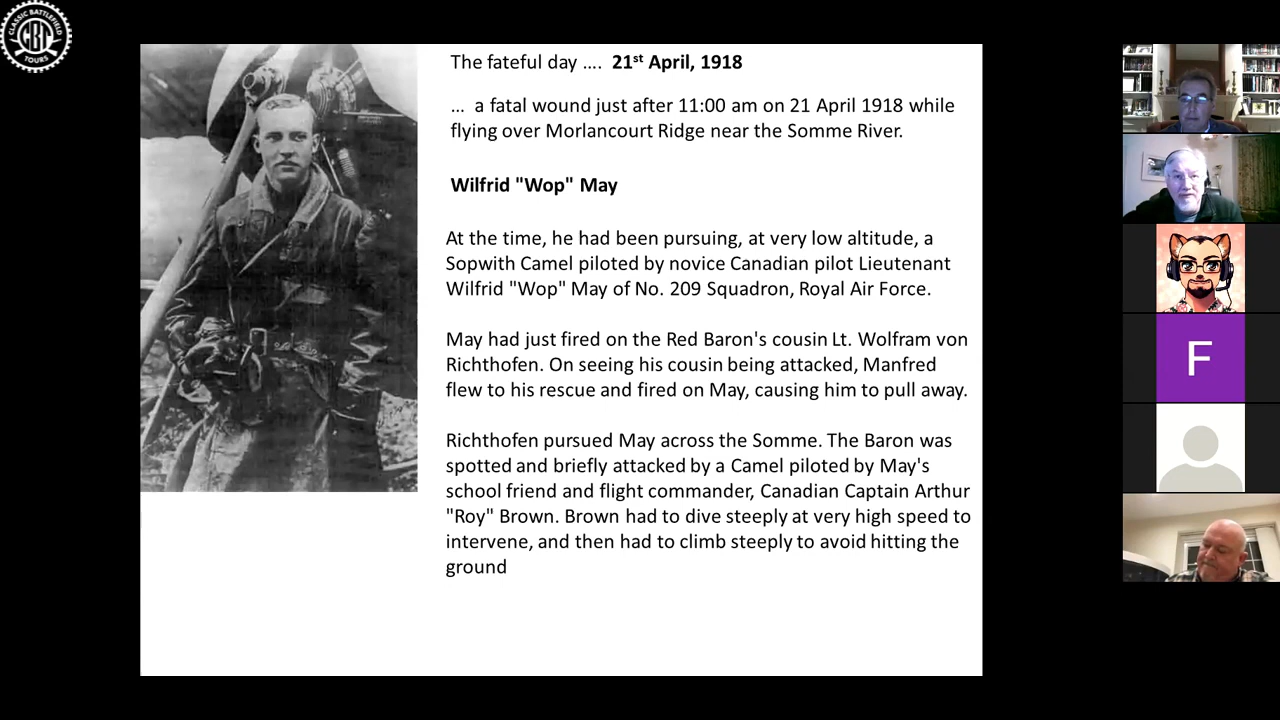 CLASSIC BATTLEFIELD
CBT
TOURS
The fateful day .... 21st April, 1918
... a fatal wound just after 11:00 am on 21 April 1918 while
flying over Morlancourt Ridge near the Somme River.
Wilfrid "Wop" May
At the time, he had been pursuing, at very low altitude, a
Sopwith Camel piloted by novice Canadian pilot Lieutenant
Wilfrid "Wop" May of No. 209 Squadron, Royal Air Force.
May had just fired on the Red Baron's cousin Lt. Wolfram von
Richthofen. On seeing his cousin being attacked, Manfred
flew to his rescue and fired on May, causing him to pull away.
Richthofen pursued May across the Somme. The Baron was
spotted and briefly attacked by a Camel piloted by May's
school friend and flight commander, Canadian Captain Arthur
"Roy" Brown. Brown had to dive steeply at very high speed to
intervene, and then had to climb steeply to avoid hitting the
ground
F